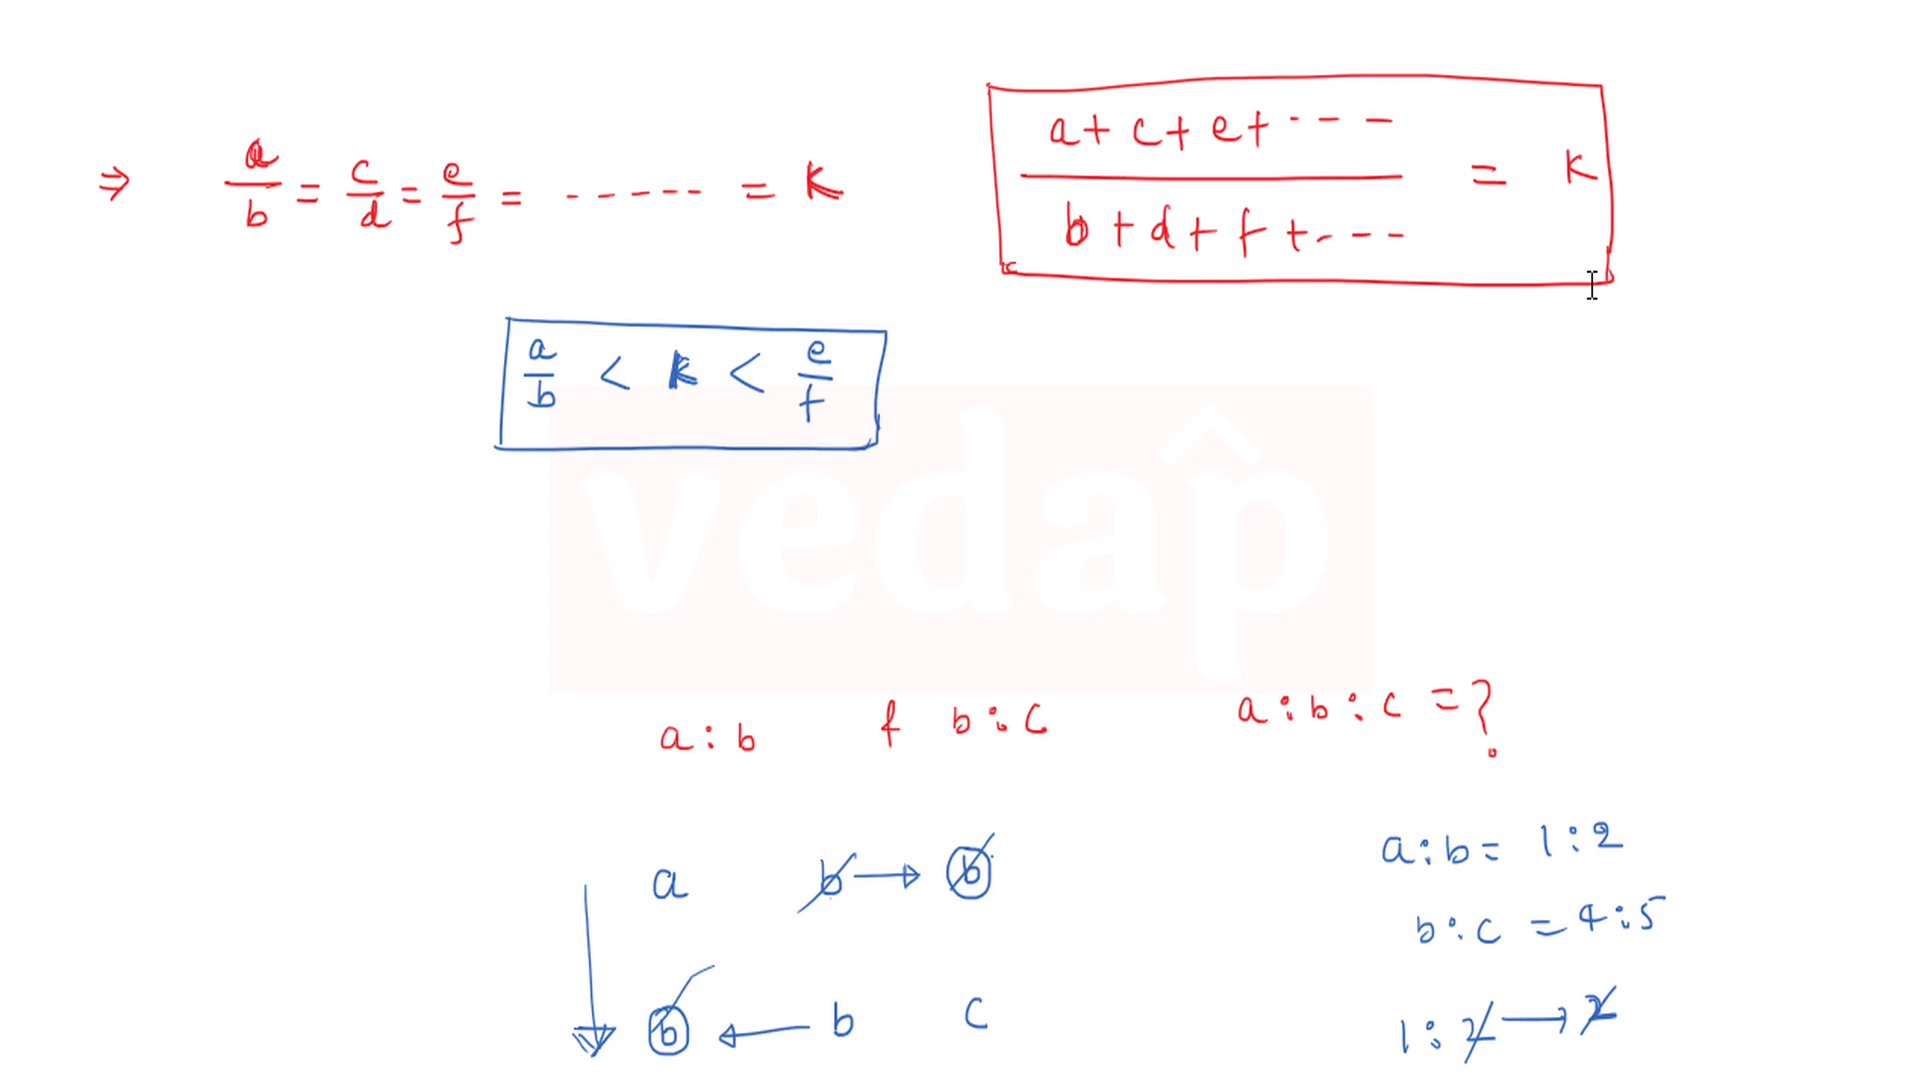 ⇒ a/b = c/d = e/f = ----- = k
(a + c + e + ---)/(b + d + f + ---) = k
a/b < k < e/f
vedap
a : b f b : c a : b : c = ?
a b → b
b ← b c
a : b = 1 : 2
b : c = 4 : 5
1 : 2 → 2